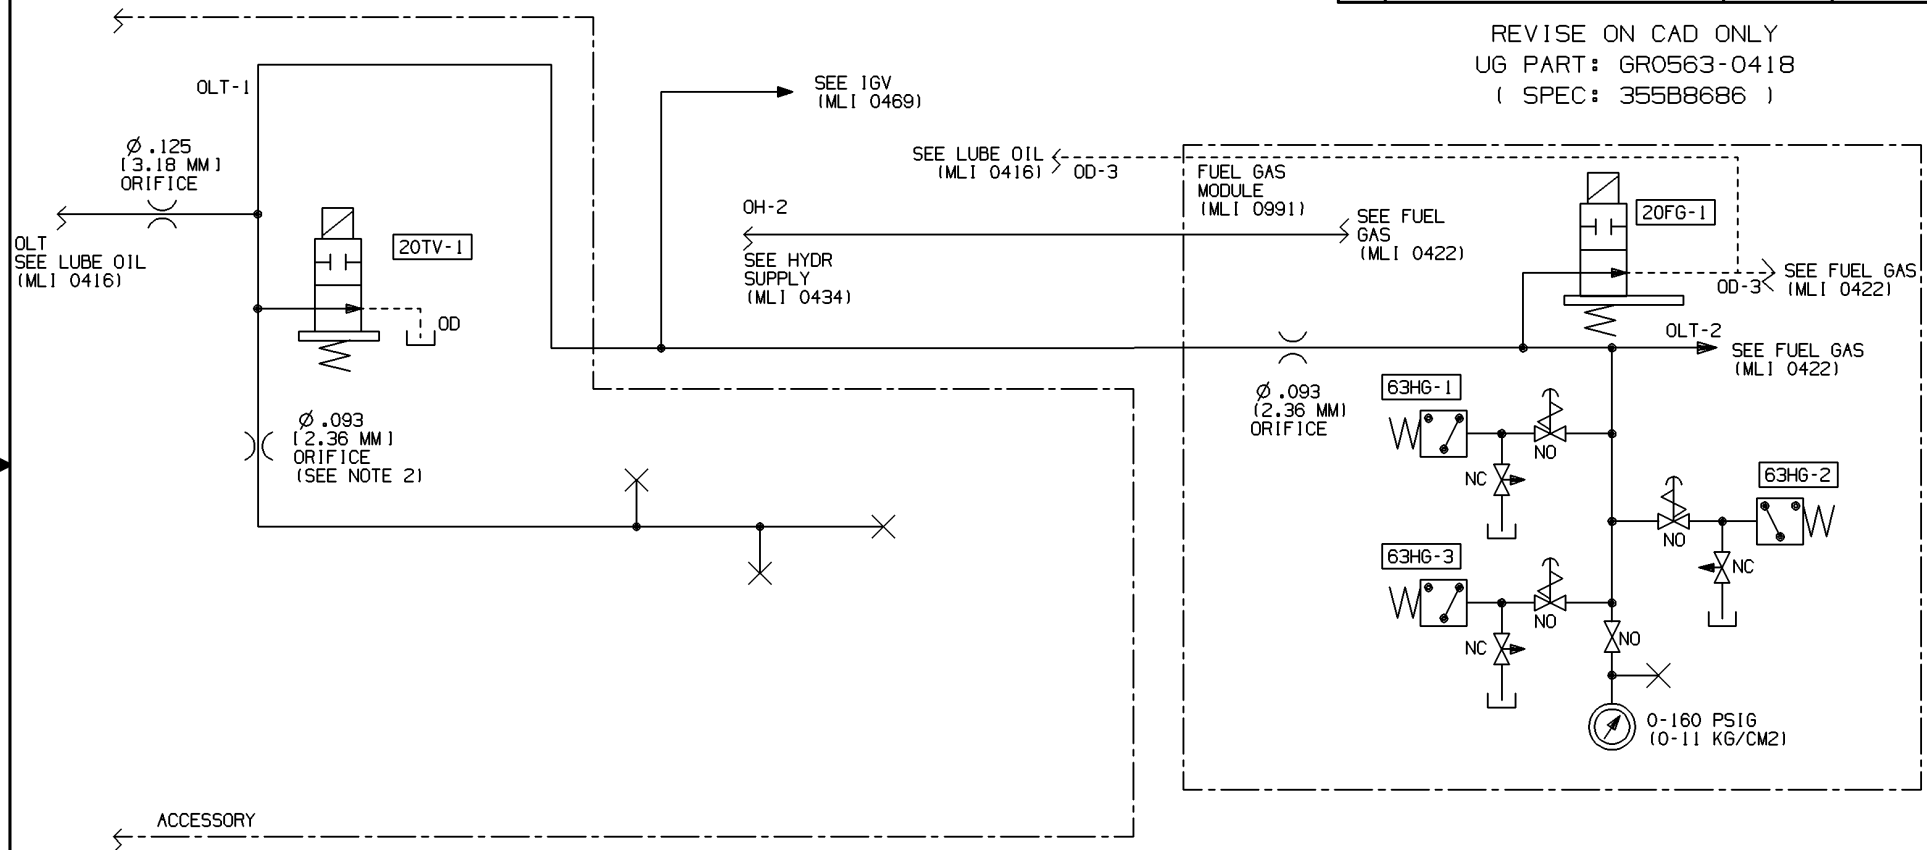 REVISE ON CAD ONLY
UG PART: GR0563-0418
( SPEC: 355B8686 )
OLT-1
SEE IGV
(MLI 0469)
Ø .125
(3.18 MM)
ORIFICE
SEE LUBE OIL
(MLI 0416)
OD-3
FUEL GAS
MODULE
(MLI 0991)
OH-2
SEE HYDR
SUPPLY
(MLI 0434)
SEE FUEL
GAS
(MLI 0422)
20FG-1
OLT
SEE LUBE OIL
(MLI 0416)
20TV-1
OD
OD-3
SEE FUEL GAS
(MLI 0422)
OLT-2
SEE FUEL GAS
(MLI 0422)
Ø .093
(2.36 MM)
ORIFICE
(SEE NOTE 2)
Ø .093
(2.36 MM)
ORIFICE
63HG-1
NO
NC
63HG-2
NO
NC
63HG-3
NO
NC
NO
0-160 PSIG
(0-11 KG/CM2)
ACCESSORY